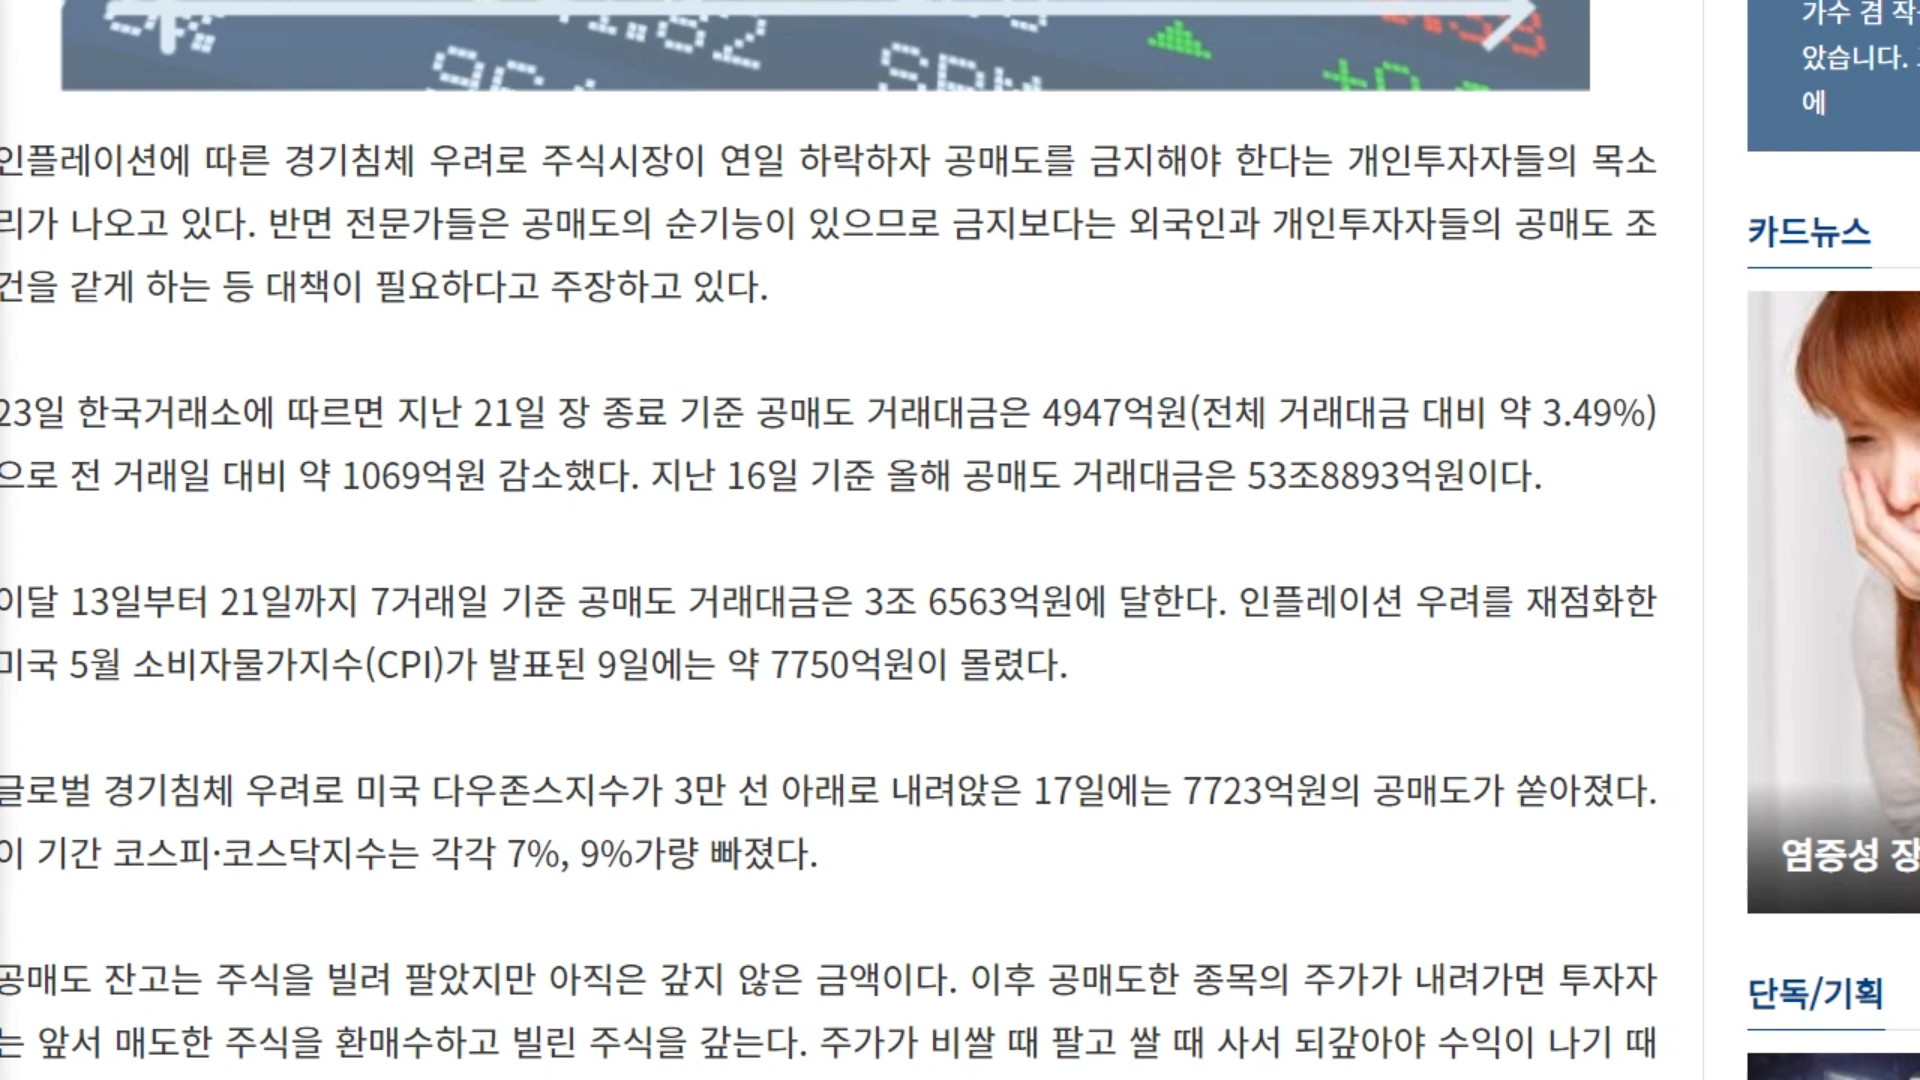 가수 겸
았습니다.
에
인플레이션에 따른 경기침체 우려로 주식시장이 연일 하락하자 공매도를 금지해야 한다는 개인투자자들의 목소
리가 나오고 있다. 반면 전문가들은 공매도의 순기능이 있으므로 금지보다는 외국인과 개인투자자들의 공매도 조
건을 같게 하는 등 대책이 필요하다고 주장하고 있다.
23일 한국거래소에 따르면 지난 21일 장 종료 기준 공매도 거래대금은 4947억원(전체 거래대금 대비 약 3.49%)
으로 전 거래일 대비 약 1069억원 감소했다. 지난 16일 기준 올해 공매도 거래대금은 53조8893억원이다.
이달 13일부터 21일까지 7거래일 기준 공매도 거래대금은 3조 6563억원에 달한다. 인플레이션 우려를 재점화한
미국 5월 소비자물가지수(CPI)가 발표된 9일에는 약 7750억원이 몰렸다.
글로벌 경기침체 우려로 미국 다우존스지수가 3만 선 아래로 내려앉은 17일에는 7723억원의 공매도가 쏟아졌다.
이 기간 코스피·코스닥지수는 각각 7%, 9%가량 빠졌다.
공매도 잔고는 주식을 빌려 팔았지만 아직은 갚지 않은 금액이다. 이후 공매도한 종목의 주가가 내려가면 투자자
는 앞서 매도한 주식을 환매수하고 빌린 주식을 갚는다. 주가가 비쌀 때 팔고 쌀 때 사서 되갚아야 수익이 나기 때
카드뉴스
염증성 장
단독/기획